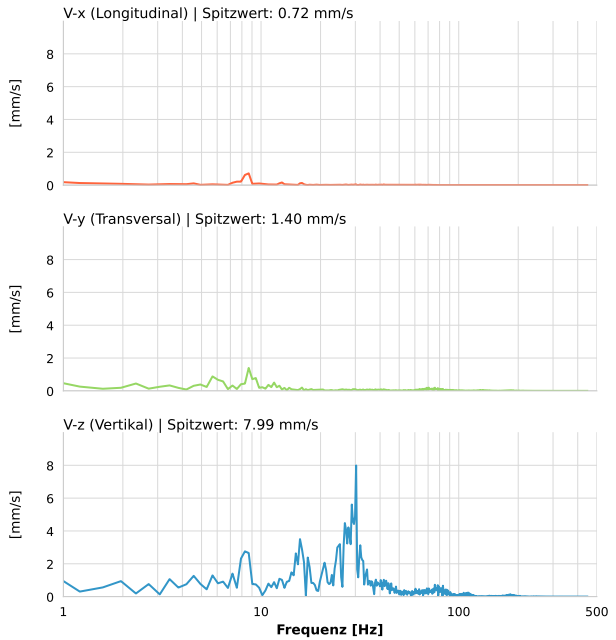 V-x (Longitudinal) | Spitzwert: 0.72 mm/s
[mm/s]
8
6
4
2
0
V-y (Transversal) | Spitzwert: 1.40 mm/s
[mm/s]
8
6
4
2
0
V-z (Vertikal) | Spitzwert: 7.99 mm/s
[mm/s]
8
6
4
2
0
1 10 100 500
Frequenz [Hz]